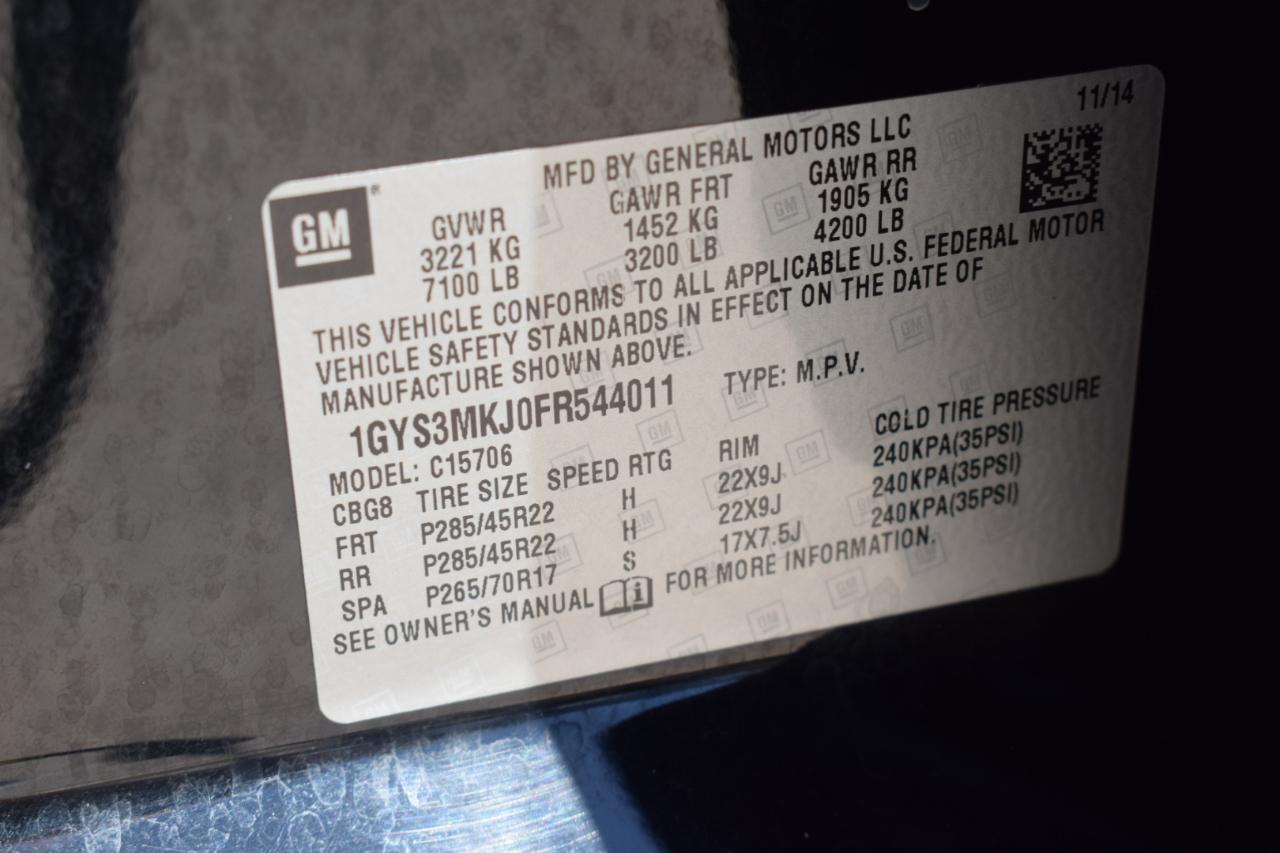 11/14
MFD BY GENERAL MOTORS LLC
GM
GVWR GAWR FRT GAWR RR
3221 KG 1452 KG 1905 KG
7100 LB 3200 LB 4200 LB
THIS VEHICLE CONFORMS TO ALL APPLICABLE U.S. FEDERAL MOTOR
VEHICLE SAFETY STANDARDS IN EFFECT ON THE DATE OF
MANUFACTURE SHOWN ABOVE.
1GYS3MKJ0FR544011 TYPE: M.P.V.
MODEL: C15706
CBG8 TIRE SIZE SPEED RTG RIM COLD TIRE PRESSURE
FRT P285/45R22 H 22X9J 240KPA(35PSI)
RR P285/45R22 H 22X9J 240KPA(35PSI)
SPA P265/70R17 S 17X7.5J 240KPA(35PSI)
SEE OWNER'S MANUAL FOR MORE INFORMATION.